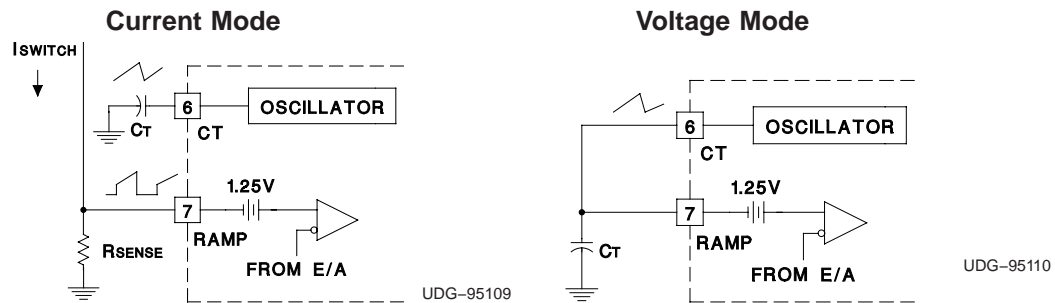 Current Mode
ISWITCH
CT
6
CT
OSCILLATOR
1.25V
7
RAMP
RSENSE
FROM E/A
UDG–95109
Voltage Mode
6
CT
OSCILLATOR
1.25V
7
RAMP
CT
FROM E/A
UDG–95110